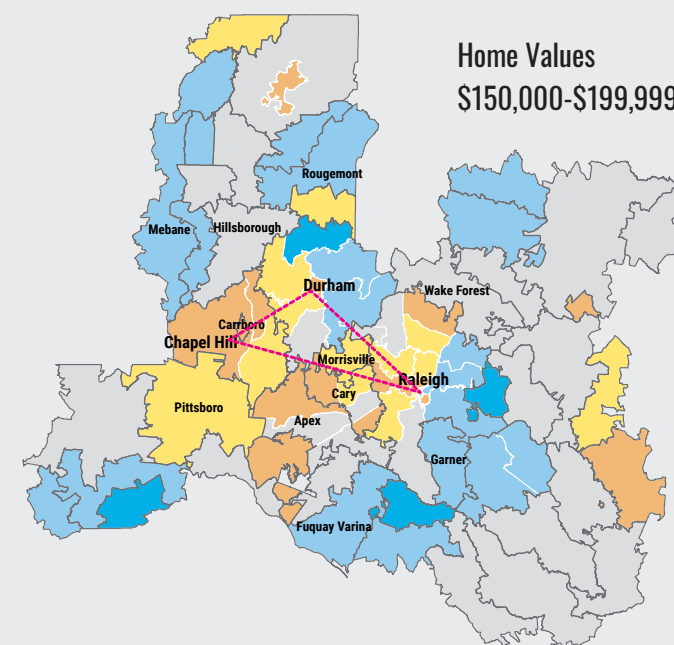 Home Values
$150,000-$199,999
Rougemont
Mebane
Hillsborough
Durham
Wake Forest
Carrboro
Chapel Hill
Morrisville
Raleigh
Cary
Pittsboro
Apex
Garner
Fuquay Varina